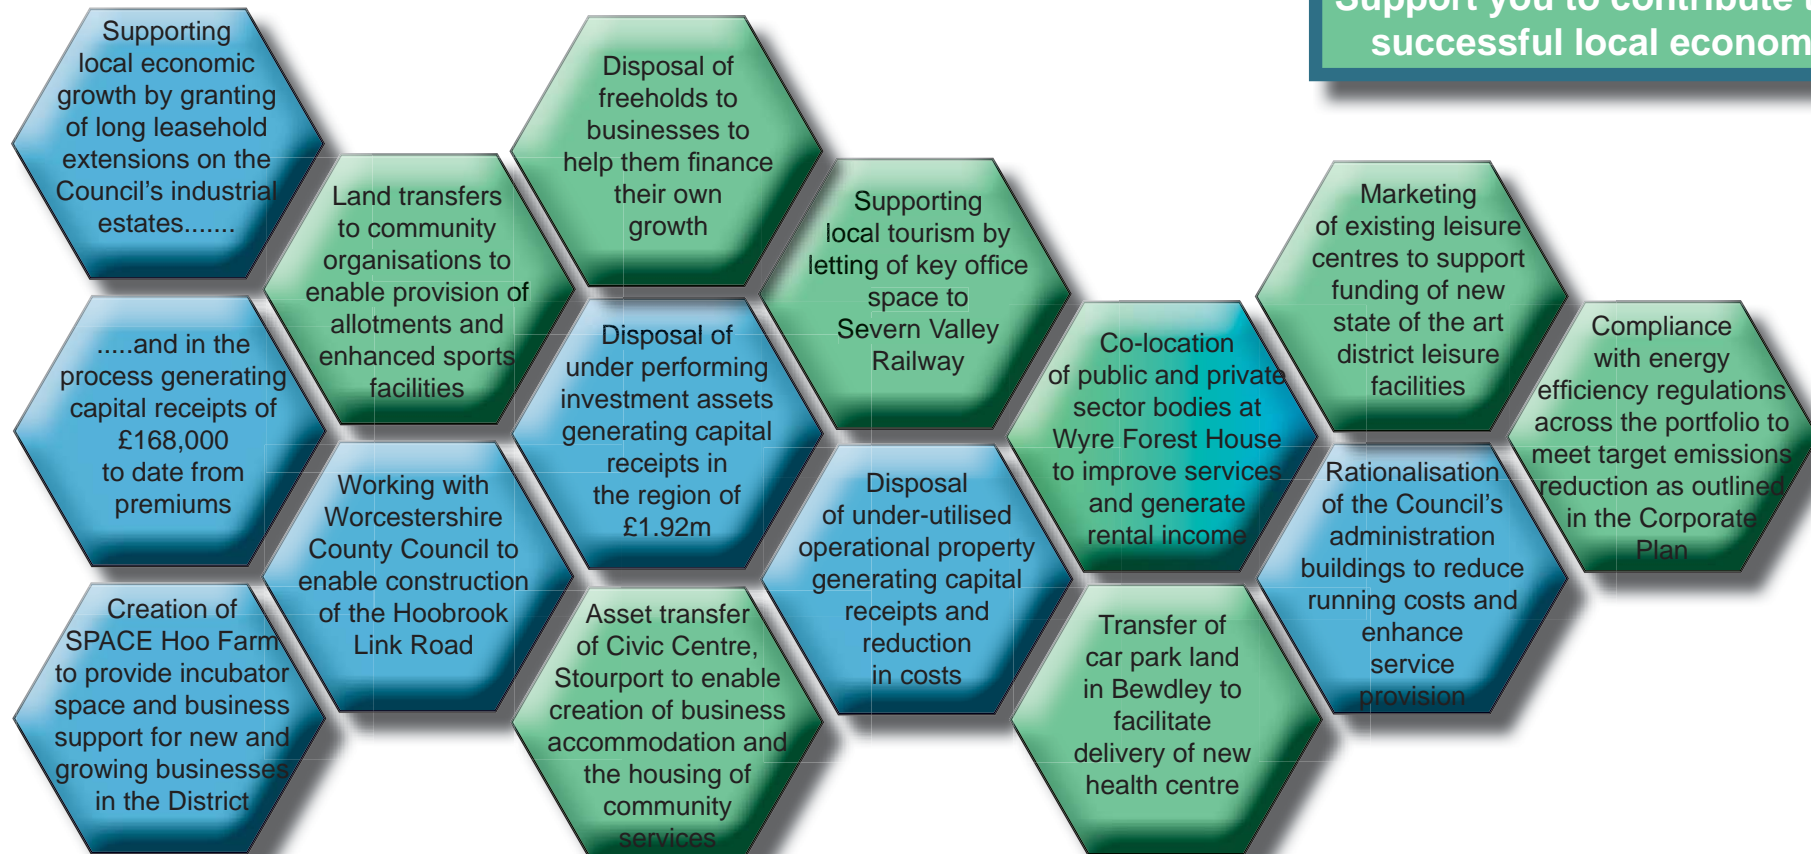 Support you to contribute
successful local econom
Supporting
local economic
growth by granting
of long leasehold
extensions on the
Council's industrial
estates.......
.....and in the
process generating
capital receipts of
£168,000
to date from
premiums
Creation of
SPACE Hoo Farm
to provide incubator
space and business
support for new and
growing businesses
in the District
Land transfers
to community
organisations to
enable provision of
allotments and
enhanced sports
facilities
Working with
Worcestershire
County Council to
enable construction
of the Hoobrook
Link Road
Disposal of
freeholds to
businesses to
help them finance
their own
growth
Disposal of
under performing
investment assets
generating capital
receipts in
the region of
£1.92m
Asset transfer
of Civic Centre,
Stourport to enable
creation of business
accommodation and
the housing of
community
services
Supporting
local tourism by
letting of key office
space to
Severn Valley
Railway
Disposal
of under-utilised
operational property
generating capital
receipts and
reduction
in costs
Co-location
of public and private
sector bodies at
Wyre Forest House
to improve services
and generate
rental income
Transfer of
car park land
in Bewdley to
facilitate
delivery of new
health centre
Marketing
of existing leisure
centres to support
funding of new
state of the art
district leisure
facilities
Rationalisation
of the Council's
administration
buildings to reduce
running costs and
enhance
service
provision
Compliance
with energy
efficiency regulations
across the portfolio to
meet target emissions
reduction as outlined
in the Corporate
Plan